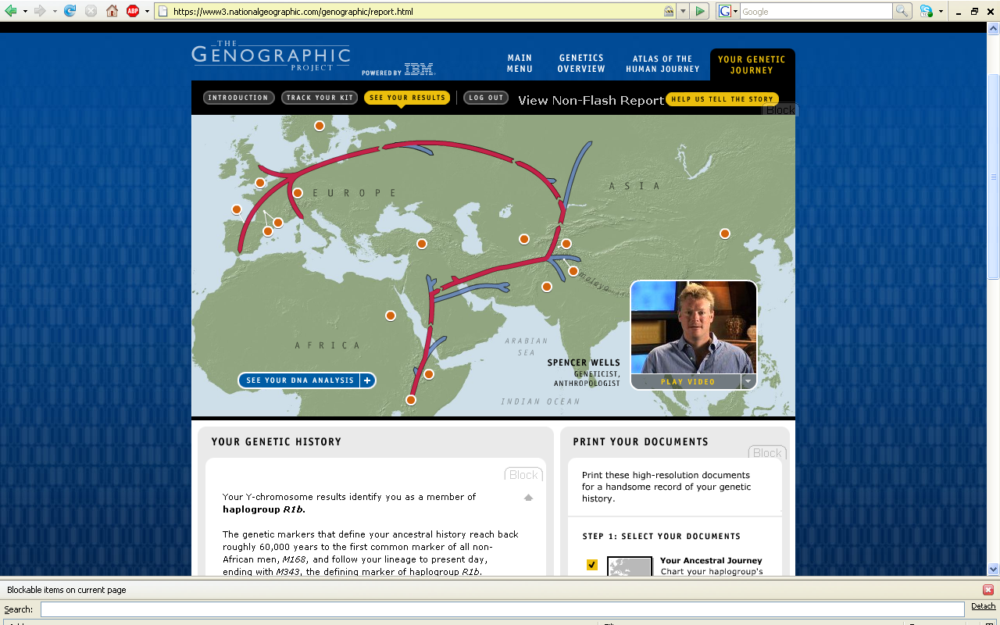 https://www3.nationalgeographic.com/genographic/report.html
Google
ABP
G
THE
GENOGRAPHIC
PROJECT
POWERED BY IBM
MAIN
MENU
GENETICS
OVERVIEW
ATLAS OF THE
HUMAN JOURNEY
YOUR GENETIC
JOURNEY
INTRODUCTION
TRACK YOUR KIT
SEE YOUR RESULTS
LOG OUT
View Non-Flash Report
HELP US TELL THE STORY
Block
EUROPE
ASIA
AFRICA
ARABIAN
SEA
INDIAN OCEAN
SPENCER WELLS
GENETICIST,
ANTHROPOLOGIST
PLAY VIDEO
SEE YOUR DNA ANALYSIS +
YOUR GENETIC HISTORY
Block
Your Y-chromosome results identify you as a member of
haplogroup R1b.
The genetic markers that define your ancestral history reach back
roughly 60,000 years to the first common marker of all non-
African men, M168, and follow your lineage to present day,
ending with M343, the defining marker of haplogroup R1b.
PRINT YOUR DOCUMENTS
Block
Print these high-resolution documents
for a handsome record of your genetic
history.
STEP 1: SELECT YOUR DOCUMENTS
Your Ancestral Journey
Chart your haplogroup's
Blockable items on current page
Search:
Detach